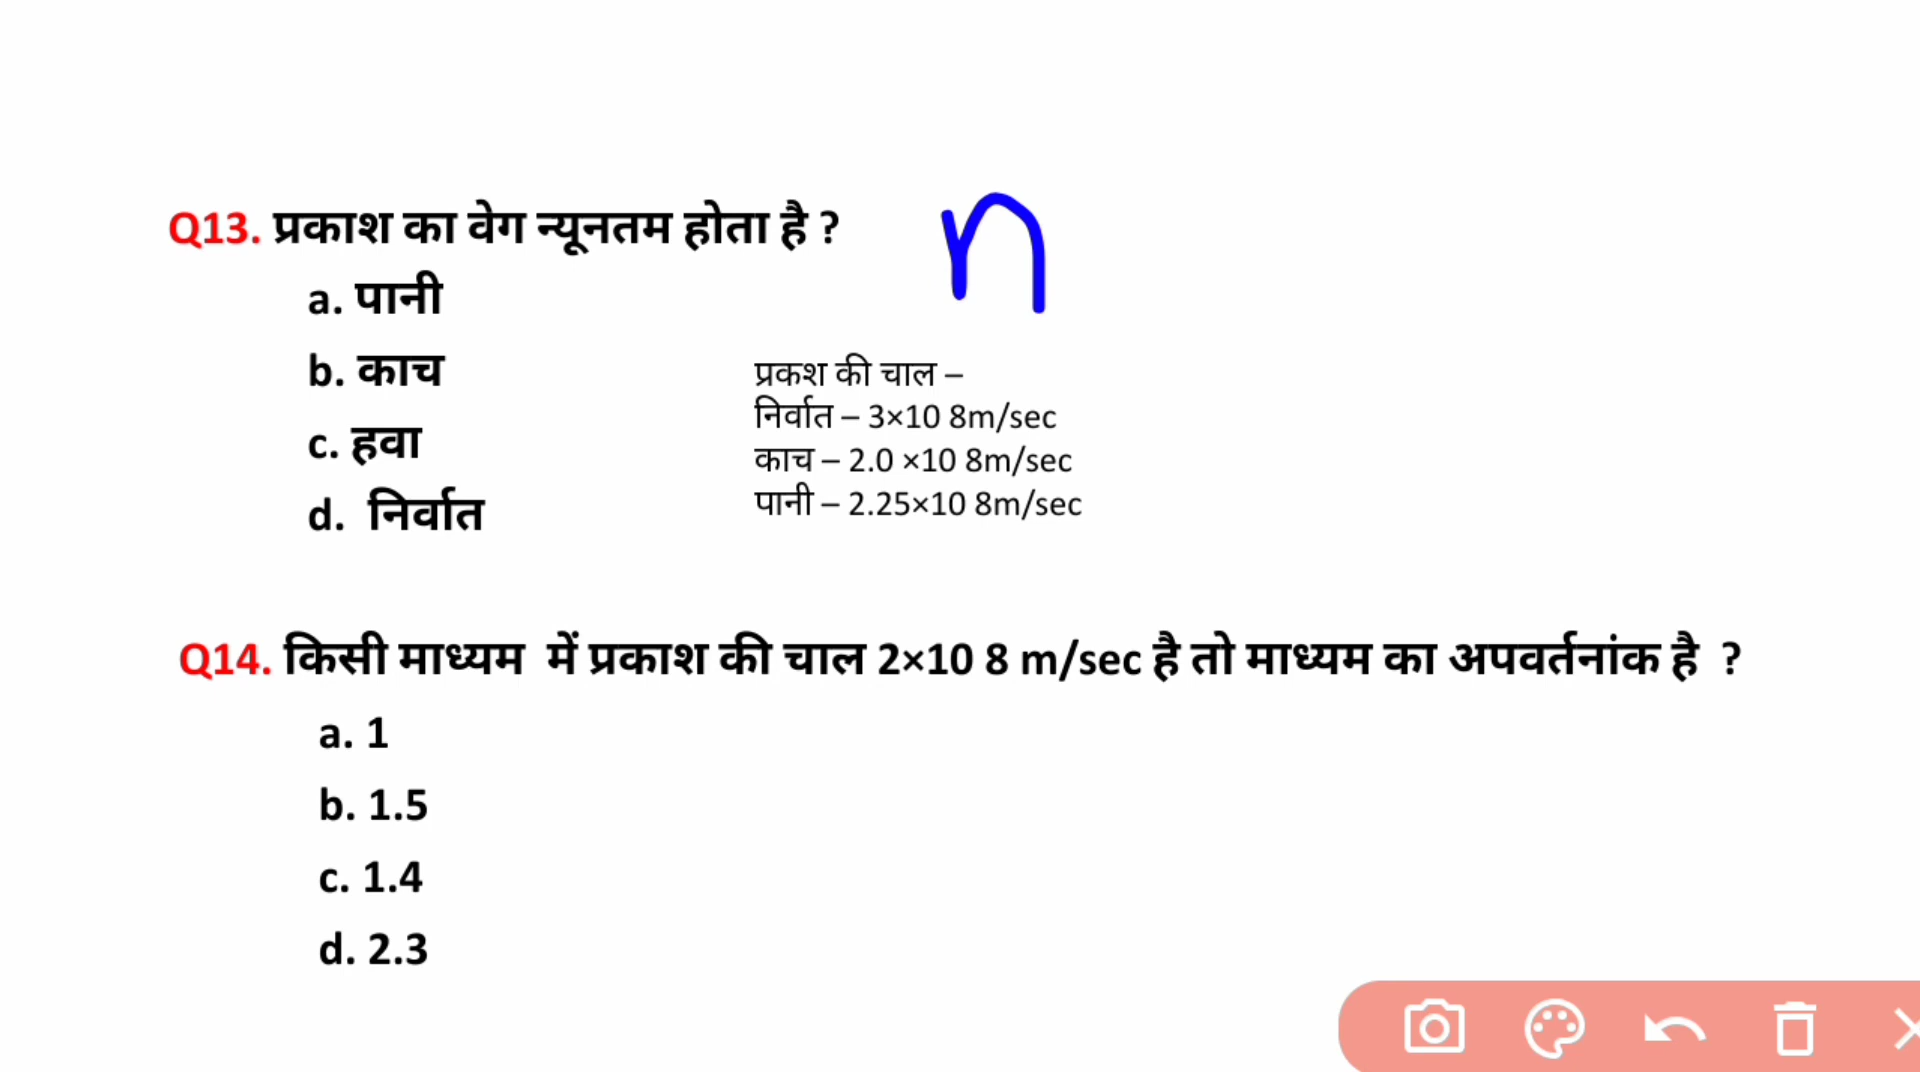 Q13. प्रकाश का वेग न्यूनतम होता है ?
n
a. पानी
b. काच
c. हवा
d. निर्वात
प्रकश की चाल –
निर्वात – 3×10 8m/sec
काच – 2.0 ×10 8m/sec
पानी – 2.25×10 8m/sec
Q14. किसी माध्यम में प्रकाश की चाल 2×10 8 m/sec है तो माध्यम का अपवर्तनांक है ?
a. 1
b. 1.5
c. 1.4
d. 2.3